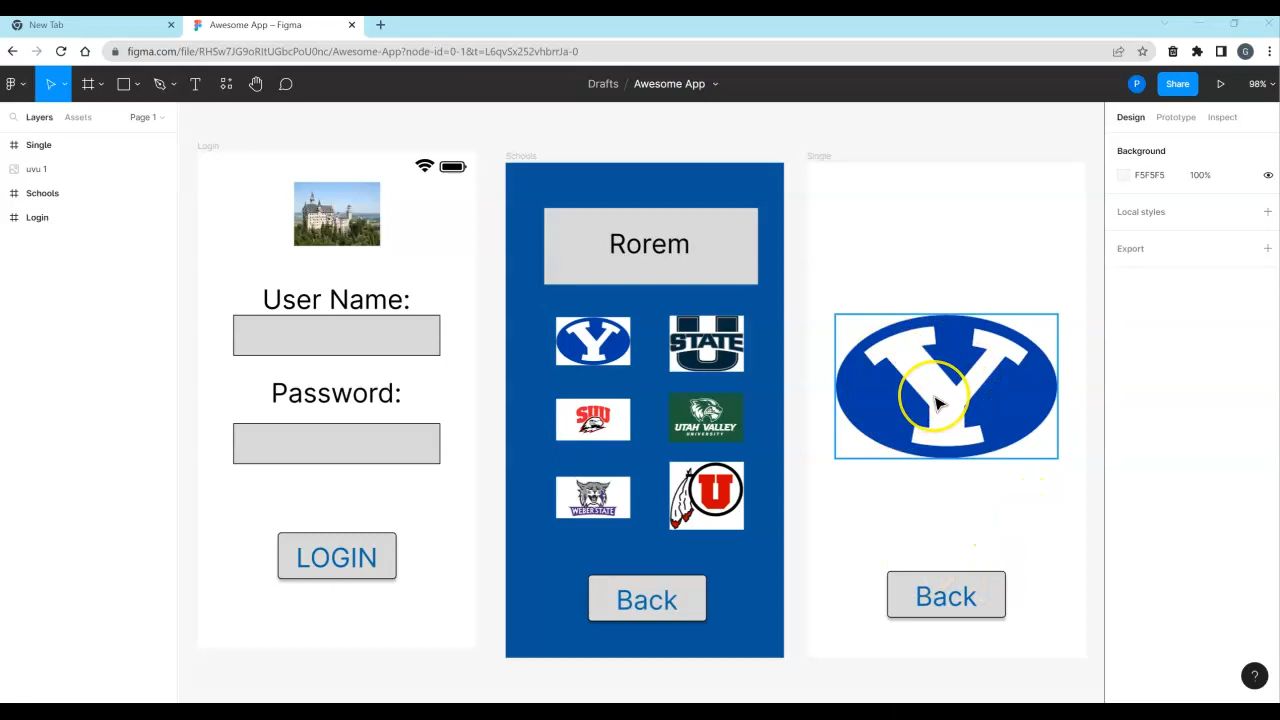 New Tab
Awesome App – Figma
figma.com/file/RHSw7JG9oRItUGbcPoU0nc/Awesome-App?node-id=0-1&t=L6qvSx252vhbrrJa-0
G
Drafts / Awesome App
P
Share
98%
Layers
Assets
Page 1
Design
Prototype
Inspect
Single
uvu 1
Schools
Login
Background
F5F5F5
100%
Local styles
Export
Login
User Name:
Password:
LOGIN
Schools
Rorem
Y
U
STATE
SUU
UTAH VALLEY
UNIVERSITY
WEBER STATE
U
Back
Single
Y
Back
?